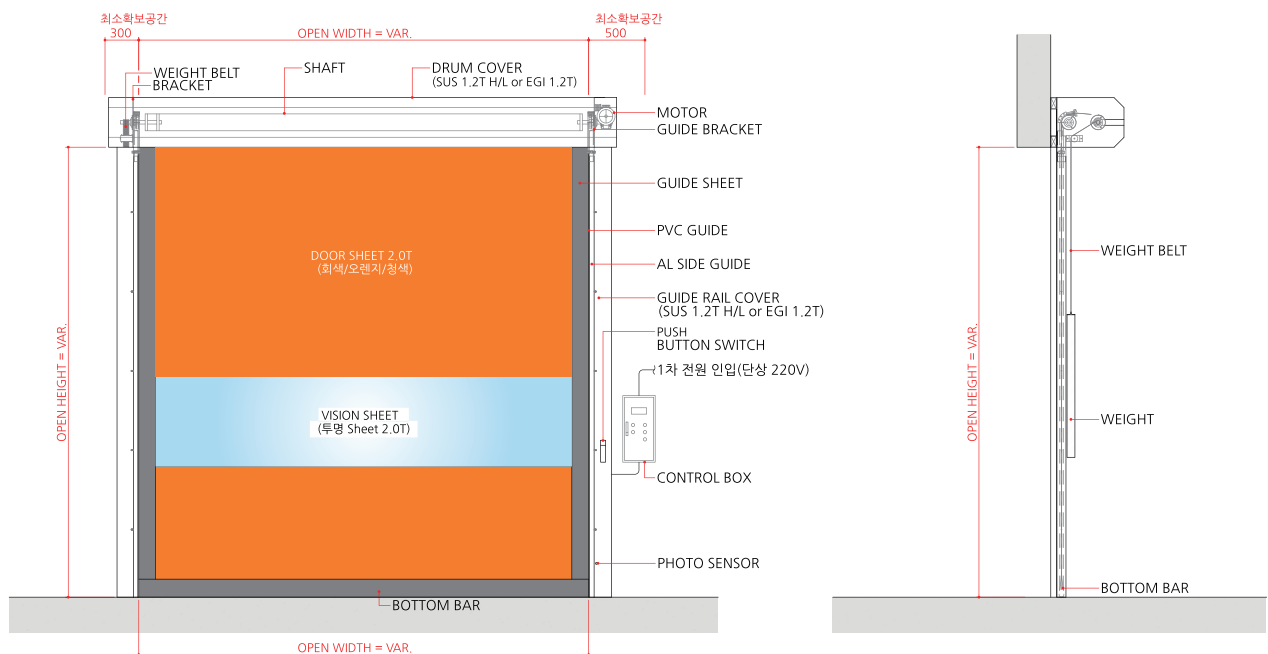 최소확보공간
300
OPEN WIDTH = VAR.
최소확보공간
500
WEIGHT BELT
BRACKET
SHAFT
DRUM COVER
(SUS 1.2T H/L or EGI 1.2T)
MOTOR
GUIDE BRACKET
GUIDE SHEET
PVC GUIDE
AL SIDE GUIDE
GUIDE RAIL COVER
(SUS 1.2T H/L or EGI 1.2T)
PUSH
BUTTON SWITCH
1차 전원 인입(단상 220V)
CONTROL BOX
PHOTO SENSOR
BOTTOM BAR
DOOR SHEET 2.0T
(회색/오렌지/청색)
VISION SHEET
(투명 Sheet 2.0T)
OPEN HEIGHT = VAR.
OPEN WIDTH = VAR.
OPEN HEIGHT = VAR.
WEIGHT BELT
WEIGHT
BOTTOM BAR